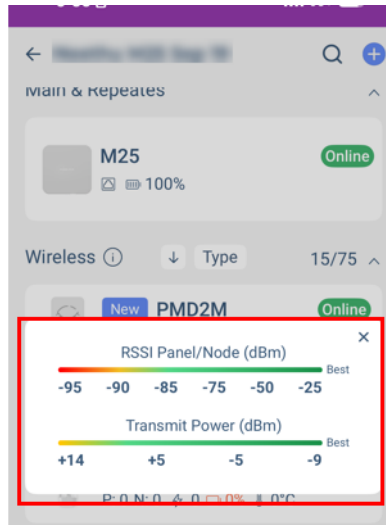 Main & Repeates
M25
Online
100%
Wireless
Type
15/75
New PMD2M
Online
RSSI Panel/Node (dBm)
Best
-95 -90 -85 -75 -50 -25
Transmit Power (dBm)
Best
+14 +5 -5 -9
P: 0 N: 0 0 0% 0°C